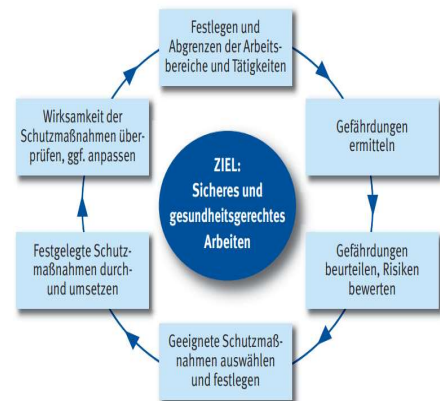 Festlegen und
Abgrenzen der Arbeits-
bereiche und Tätigkeiten
Gefährdungen
ermitteln
Gefährdungen
beurteilen, Risiken
bewerten
Geeignete Schutzmaß-
nahmen auswählen
und festlegen
Festgelegte Schutz-
maßnahmen durch-
und umsetzen
Wirksamkeit der
Schutzmaßnahmen über-
prüfen, ggf. anpassen
ZIEL:
Sicheres und
gesundheitsgerechtes
Arbeiten